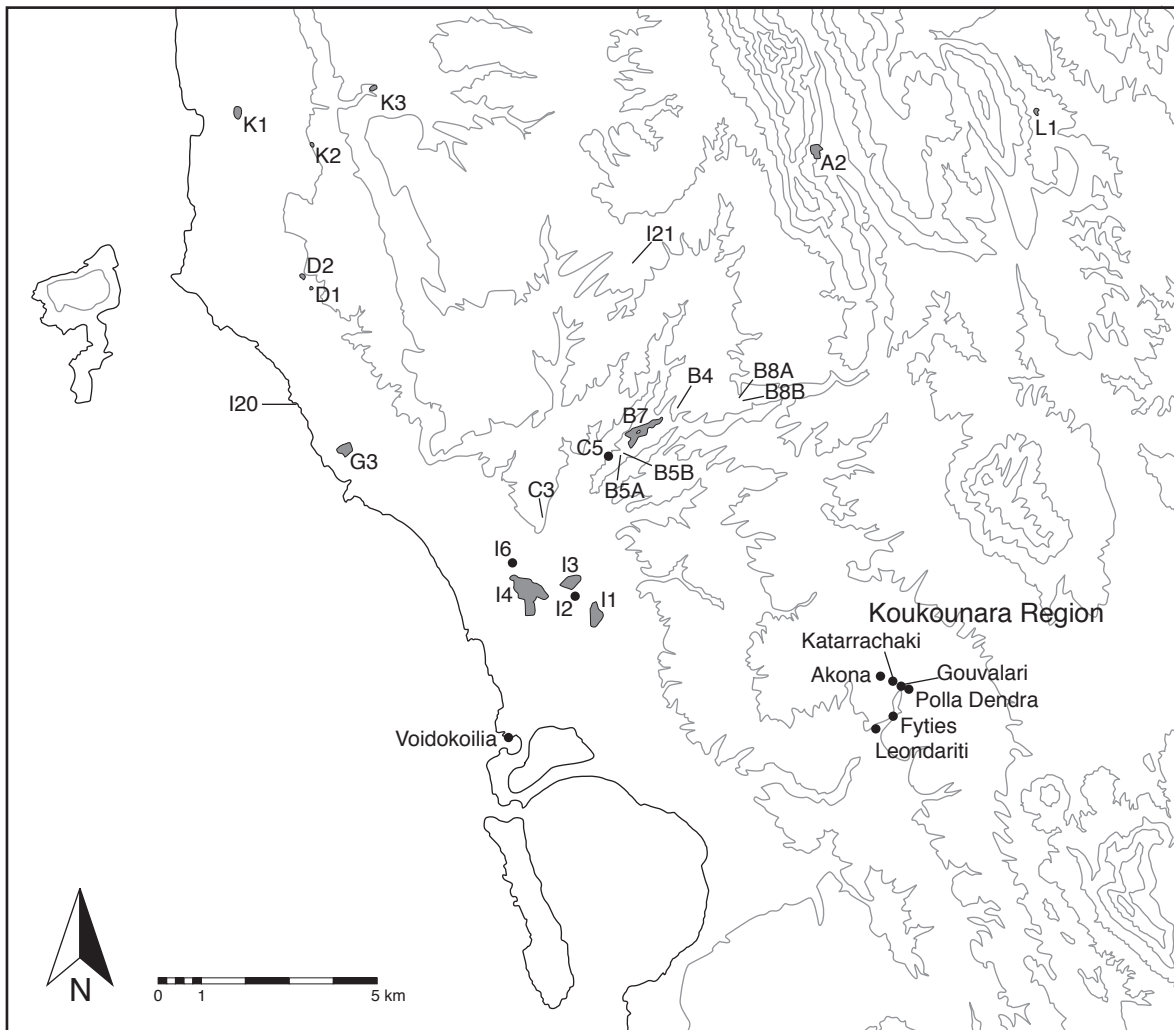 K3
K1
L1
K2
A2
I21
D2
D1
B8A
B4
B8B
I20
B7
C5
G3
B5B
B5A
C3
I6
I3
I4
I2
I1
Koukounara Region
Katarrachaki
Akona
Gouvalari
Polla Dendra
Fyties
Voidokoilia
Leondariti
N
0 1 5 km